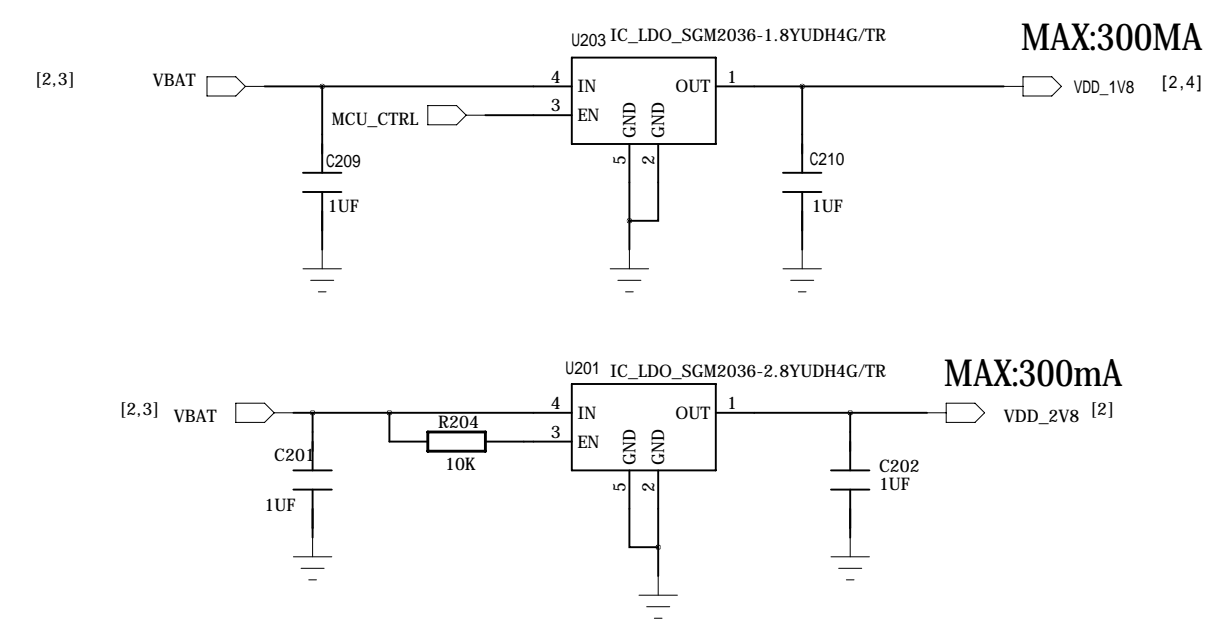 U203 IC_LDO_SGM2036-1.8YUDH4G/TR MAX:300MA
[2,3] VBAT 4 IN OUT 1 VDD_1V8 [2,4]
MCU_CTRL 3 EN
GND GND
C209 5 2 C210
1UF 1UF
U201 IC_LDO_SGM2036-2.8YUDH4G/TR MAX:300mA
[2,3] VBAT 4 IN OUT 1 VDD_2V8 [2]
R204 3 EN
10K
GND GND
C201 5 2 C202
1UF 1UF